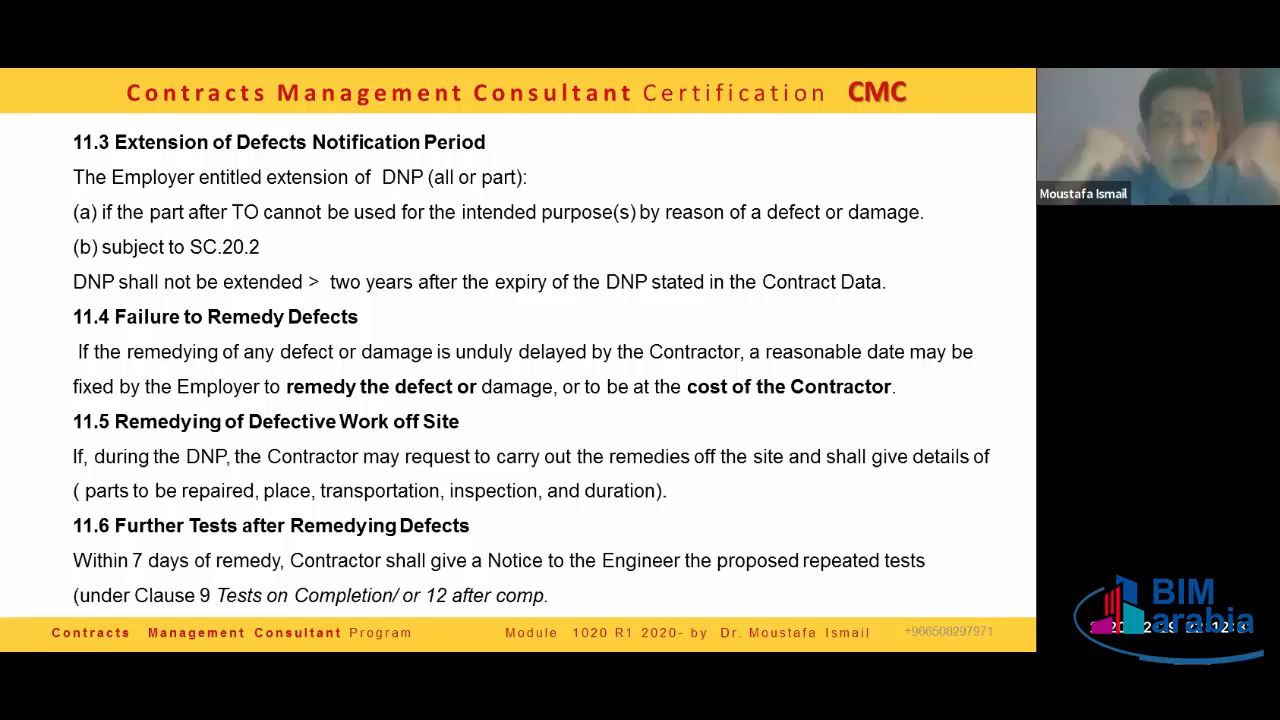 Contracts Management Consultant Certification CMC
11.3 Extension of Defects Notification Period
The Employer entitled extension of DNP (all or part):
(a) if the part after TO cannot be used for the intended purpose(s) by reason of a defect or damage.
(b) subject to SC.20.2
DNP shall not be extended > two years after the expiry of the DNP stated in the Contract Data.
11.4 Failure to Remedy Defects
If the remedying of any defect or damage is unduly delayed by the Contractor, a reasonable date may be
fixed by the Employer to remedy the defect or damage, or to be at the cost of the Contractor.
11.5 Remedying of Defective Work off Site
If, during the DNP, the Contractor may request to carry out the remedies off the site and shall give details of
( parts to be repaired, place, transportation, inspection, and duration).
11.6 Further Tests after Remedying Defects
Within 7 days of remedy, Contractor shall give a Notice to the Engineer the proposed repeated tests
(under Clause 9 Tests on Completion/ or 12 after comp.
Contracts Management Consultant Program
Module 1020 R1 2020- by Dr. Moustafa Ismail
+966508297971
Moustafa Ismail
BIM
arabia